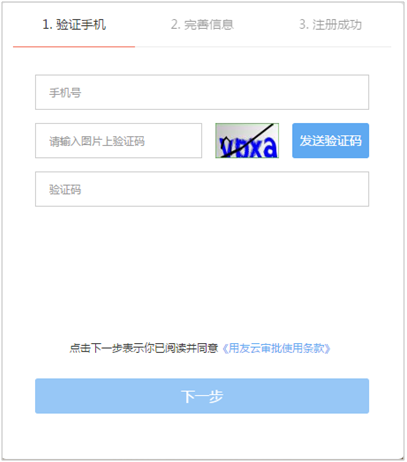 1. 验证手机 2. 完善信息 3. 注册成功
手机号
请输入图片上验证码 vpxa 发送验证码
验证码
点击下一步表示你已阅读并同意《用友云审批使用条款》
下一步